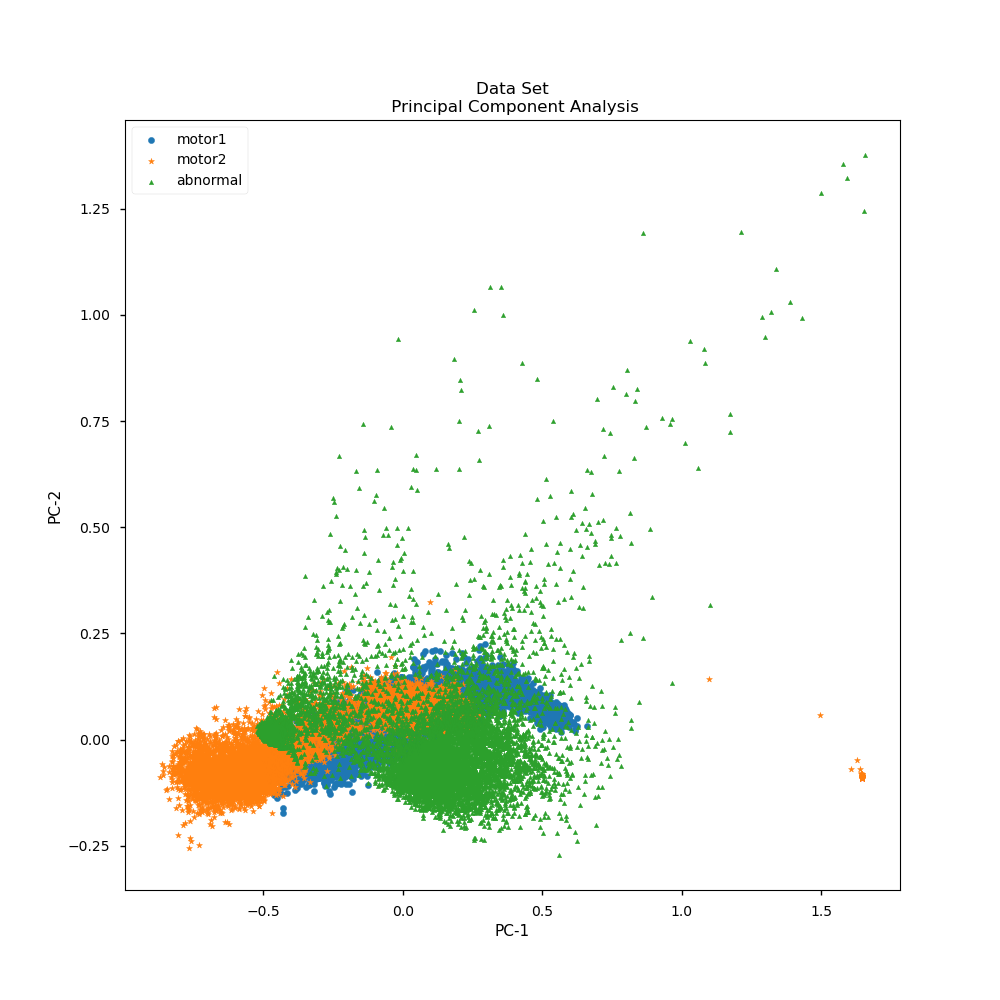 Data Set
Principal Component Analysis
motor1
motor2
abnormal
1.25
1.00
0.75
0.50
0.25
0.00
−0.25
PC-2
−0.5
0.0
0.5
1.0
1.5
PC-1